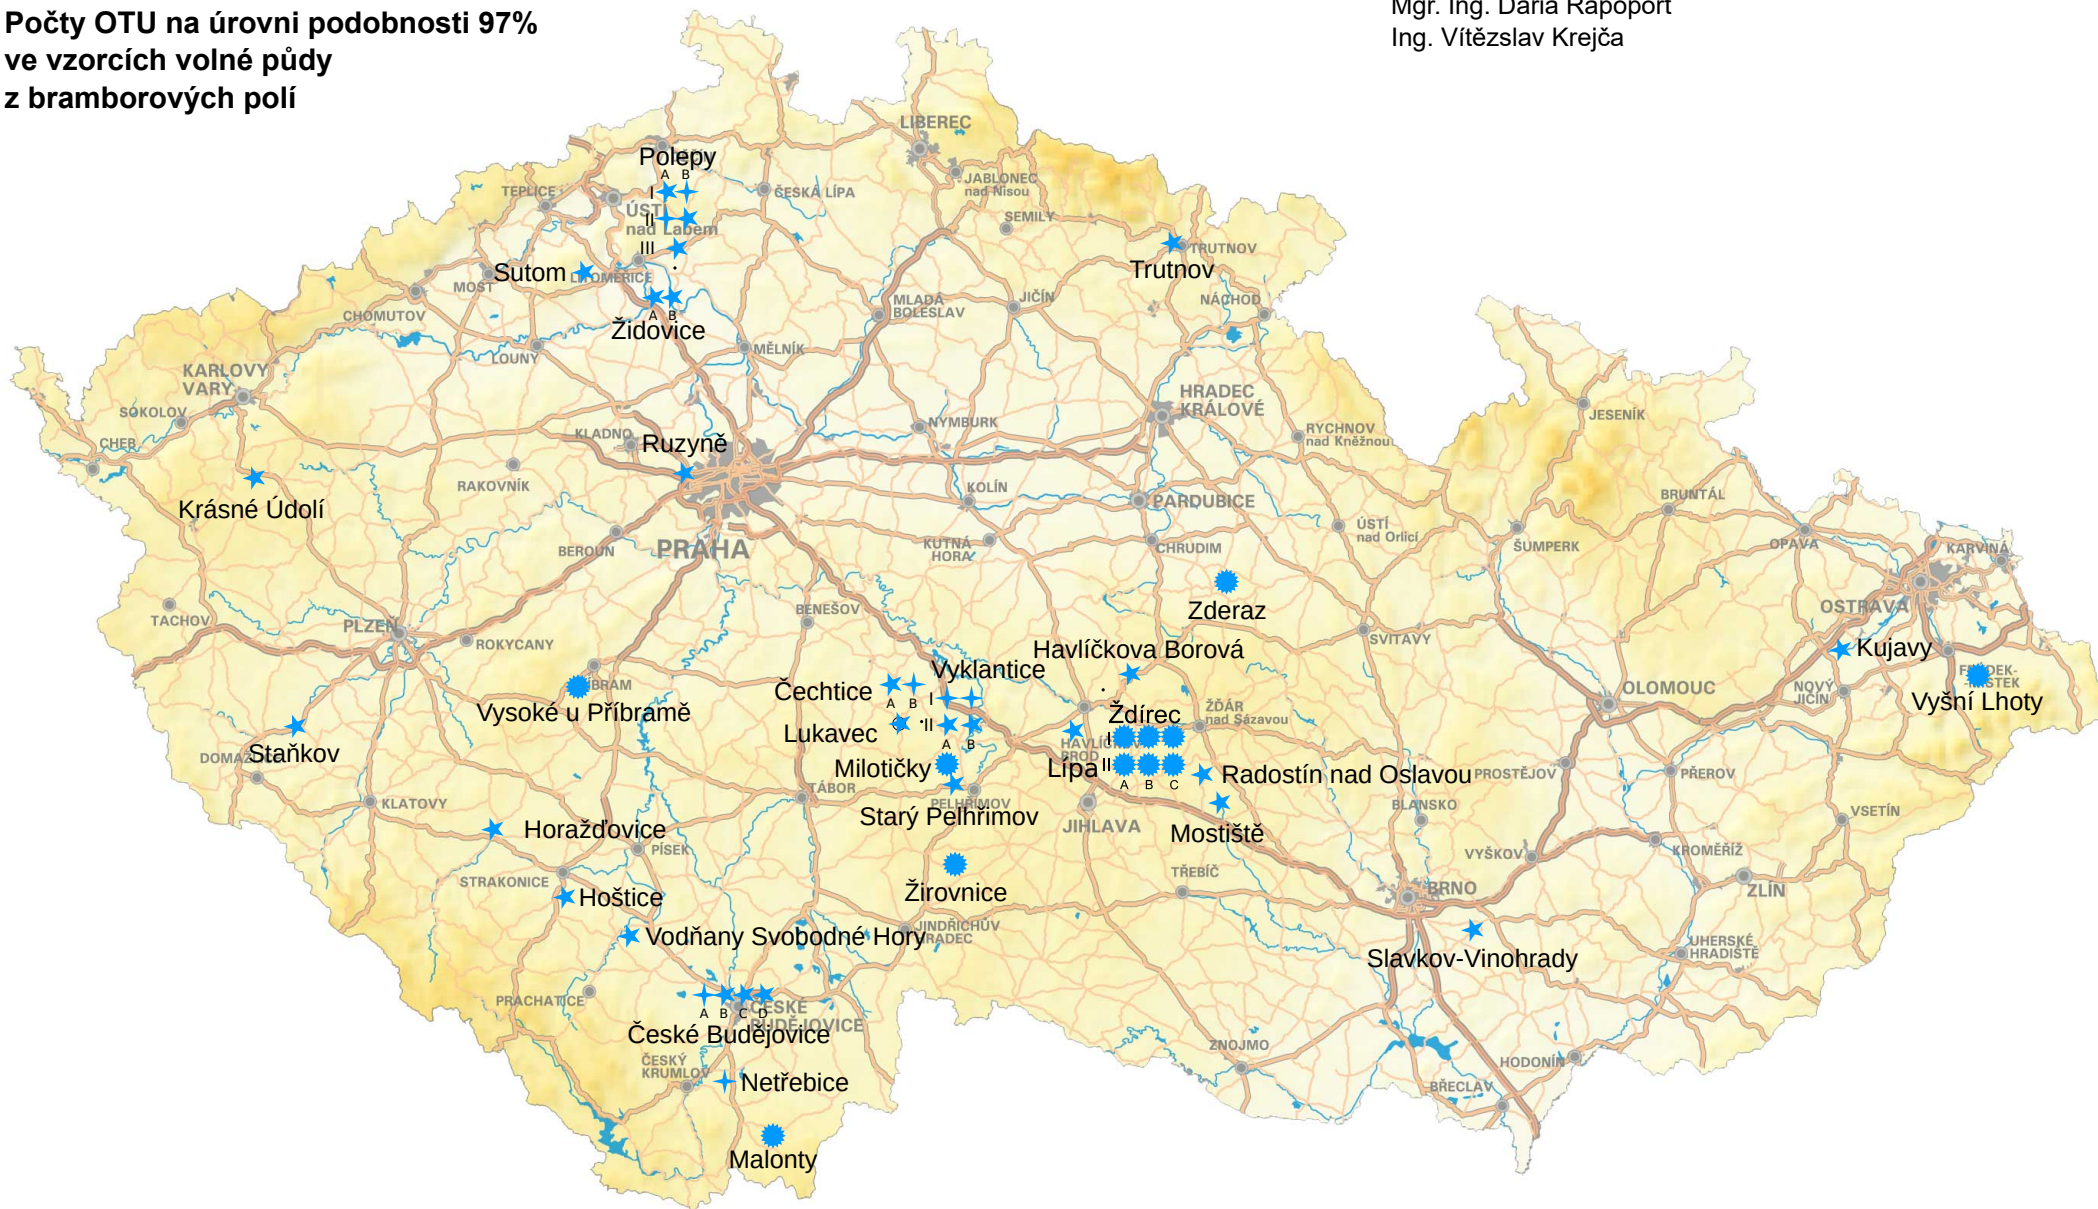 Počty OTU na úrovni podobnosti 97%
ve vzorcích volné půdy
z bramborových polí
Mgr. Ing. Daria Rapoport
Ing. Vítězslav Krejča
LIBEREC
Polepy
A B
I
TEPLICE
JABLONEC
nad Nisou
ČESKÁ LÍPA
ÚSTÍ
nad Labem
II
SEMILY
III
TRUTNOV
Trutnov
Sutom
LITOMĚŘICE
MOST
A B
Židovice
CHOMUTOV
MLADÁ
BOLESLAV
JIČÍN
NÁCHOD
LOUNY
MĚLNÍK
KARLOVY
VARY
SOKOLOV
HRADEC
KRÁLOVÉ
JESENÍK
CHEB
KLADNO
Ruzyně
NYMBURK
RYCHNOV
nad Kněžnou
Krásné Údolí
RAKOVNÍK
KOLÍN
PARDUBICE
BRUNTÁL
BEROUN
PRAHA
KUTNÁ
HORA
CHRUDIM
ÚSTÍ
nad Orlicí
ŠUMPERK
OPAVA
KARVINÁ
TACHOV
PLZEŇ
ROKYCANY
BENEŠOV
Zderaz
SVITAVY
OSTRAVA
Havlíčkova Borová
Kujavy
Vyklantice
Čechtice
A B
I
Vysoké u Příbramě
OLOMOUC
NOVÝ
JIČÍN
Vyšní Lhoty
Lukavec
II
A B
Ždírec
I
ŽĎÁR
nad Sázavou
Staňkov
Milotičky
Lípa
II
A B C
Radostín nad Oslavou
PROSTĚJOV
PŘEROV
KLATOVY
TÁBOR
PELHŘIMOV
Starý Pelhřimov
JIHLAVA
Mostiště
BLANSKO
VSETÍN
Horažďovice
PÍSEK
VYŠKOV
KROMĚŘÍŽ
STRAKONICE
Hoštice
Žirovnice
TŘEBÍČ
BRNO
ZLÍN
Vodňany Svobodné Hory
JINDŘICHŮV
HRADEC
Slavkov-Vinohrady
UHERSKÉ
HRADIŠTĚ
PRACHATICE
A B C D
ČESKÉ
BUDĚJOVICE
České Budějovice
ČESKÝ
KRUMLOV
Netřebice
ZNOJMO
HODONÍN
BŘECLAV
Malonty